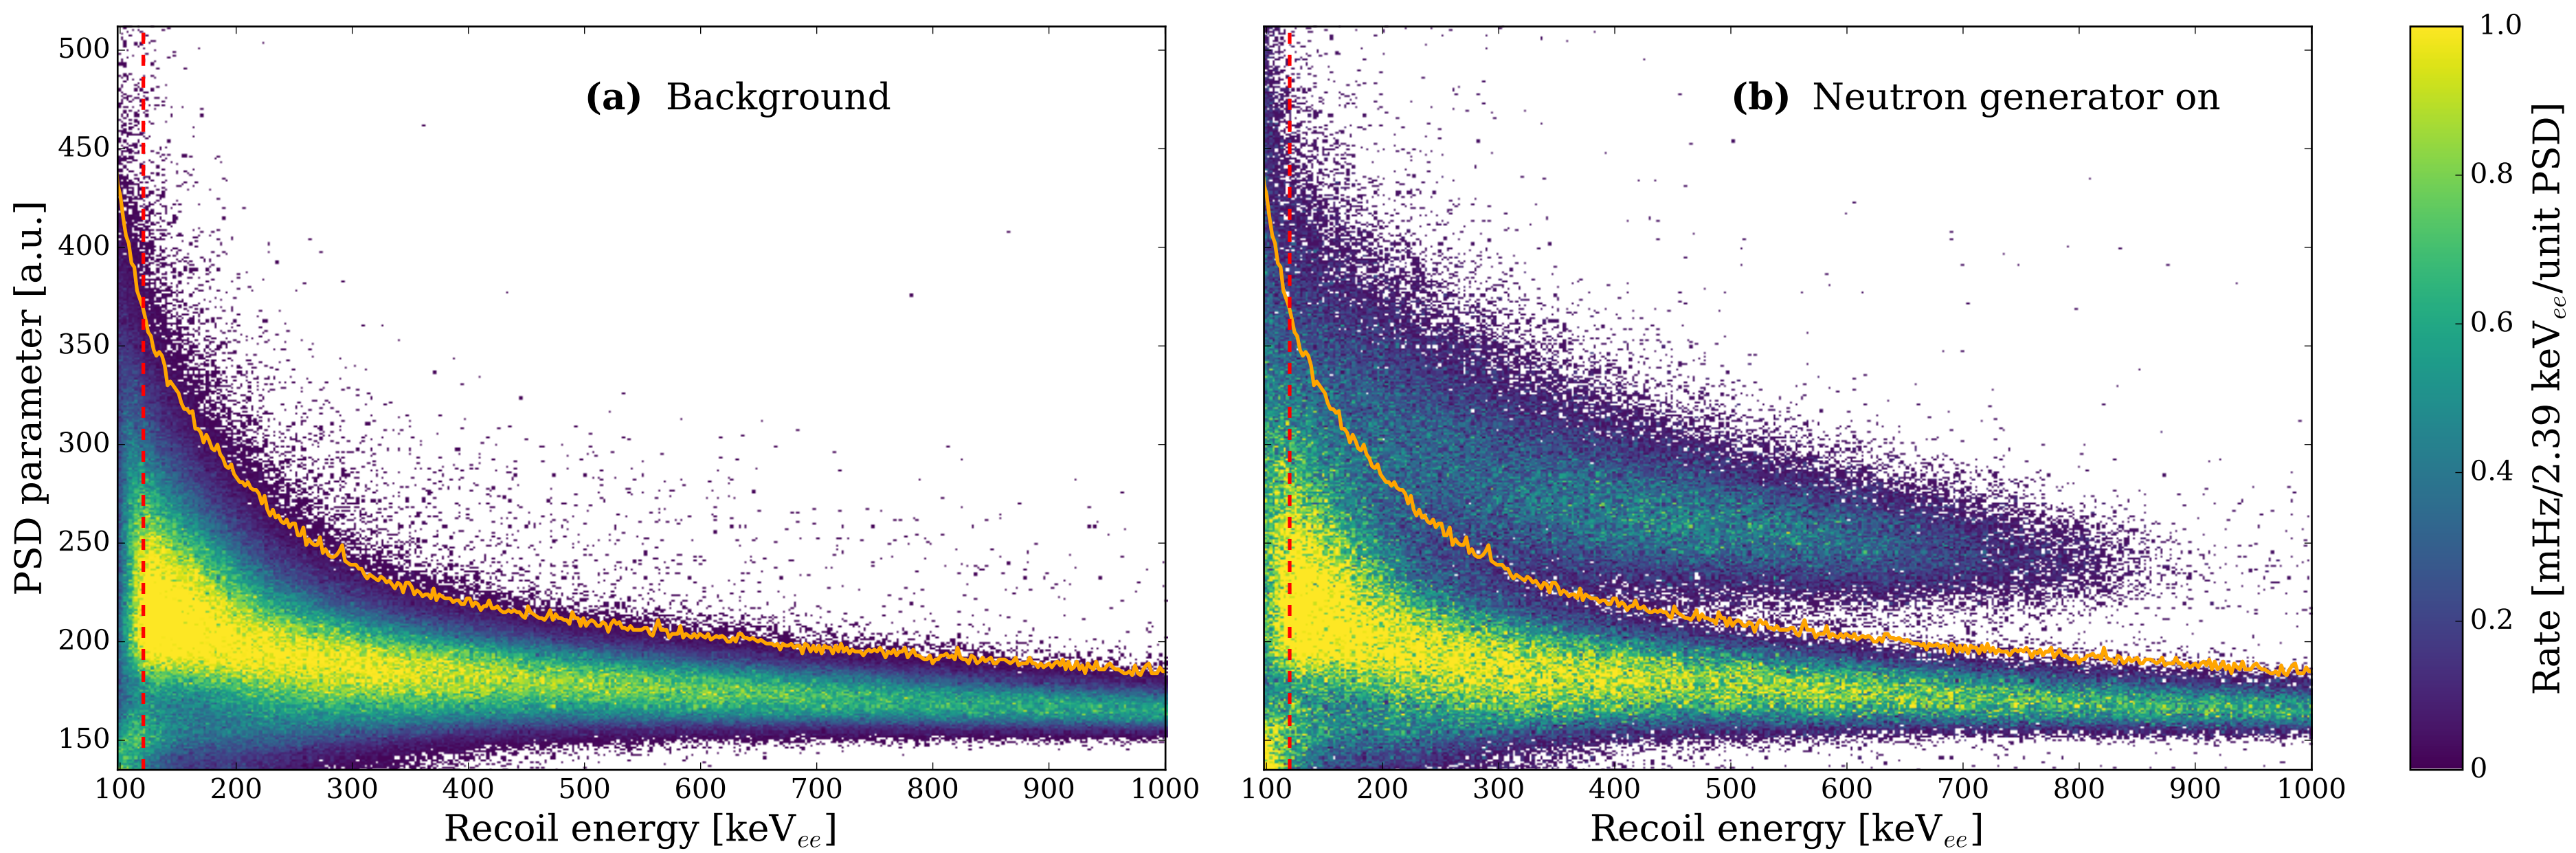 (a) Background
(b) Neutron generator on
500
450
400
350
300
250
200
150
PSD parameter [a.u.]
100 200 300 400 500 600 700 800 900 1000
Recoil energy [keVee]
100 200 300 400 500 600 700 800 900 1000
Recoil energy [keVee]
1.0
0.8
0.6
0.4
0.2
0
Rate [mHz/2.39 keVee/unit PSD]